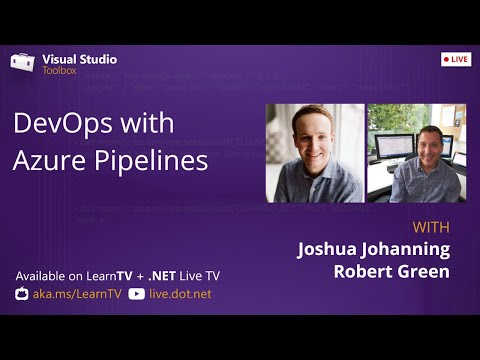 Visual Studio
Toolbox
LIVE
DevOps with
Azure Pipelines
WITH
Joshua Johanning
Robert Green
Available on LearnTV + .NET Live TV
aka.ms/LearnTV live.dot.net